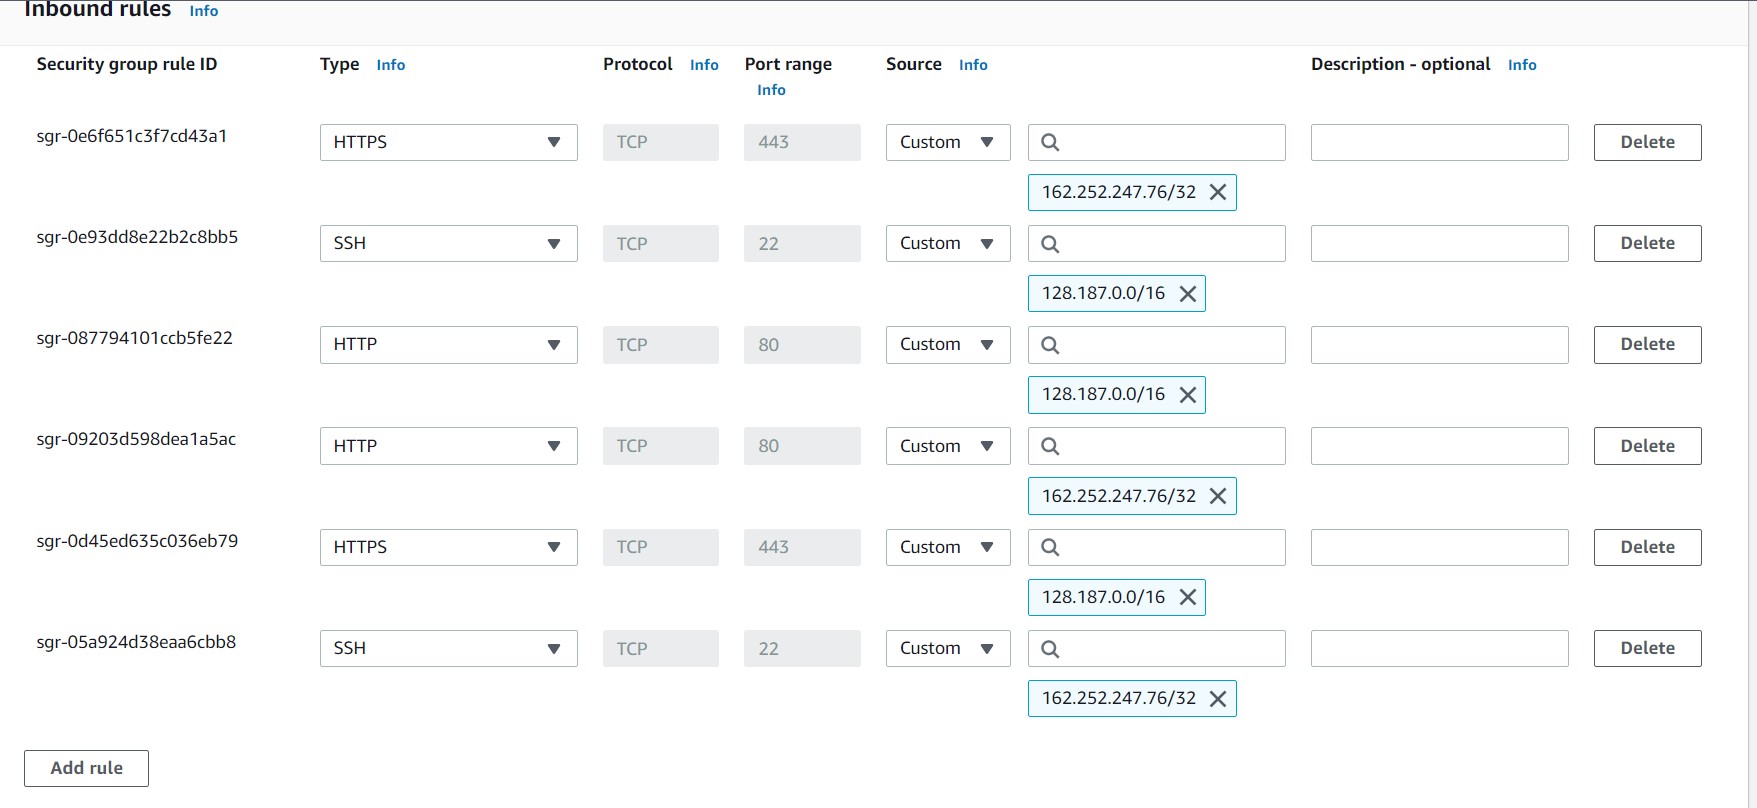 Inbound rules Info
Security group rule ID Type Info Protocol Info Port range Info Source Info Description - optional Info
sgr-0e6f651c3f7cd43a1 HTTPS TCP 443 Custom Delete
162.252.247.76/32
sgr-0e93dd8e22b2c8bb5 SSH TCP 22 Custom Delete
128.187.0.0/16
sgr-087794101ccb5fe22 HTTP TCP 80 Custom Delete
128.187.0.0/16
sgr-09203d598dea1a5ac HTTP TCP 80 Custom Delete
162.252.247.76/32
sgr-0d45ed635c036eb79 HTTPS TCP 443 Custom Delete
128.187.0.0/16
sgr-05a924d38eaa6cbb8 SSH TCP 22 Custom Delete
162.252.247.76/32
Add rule